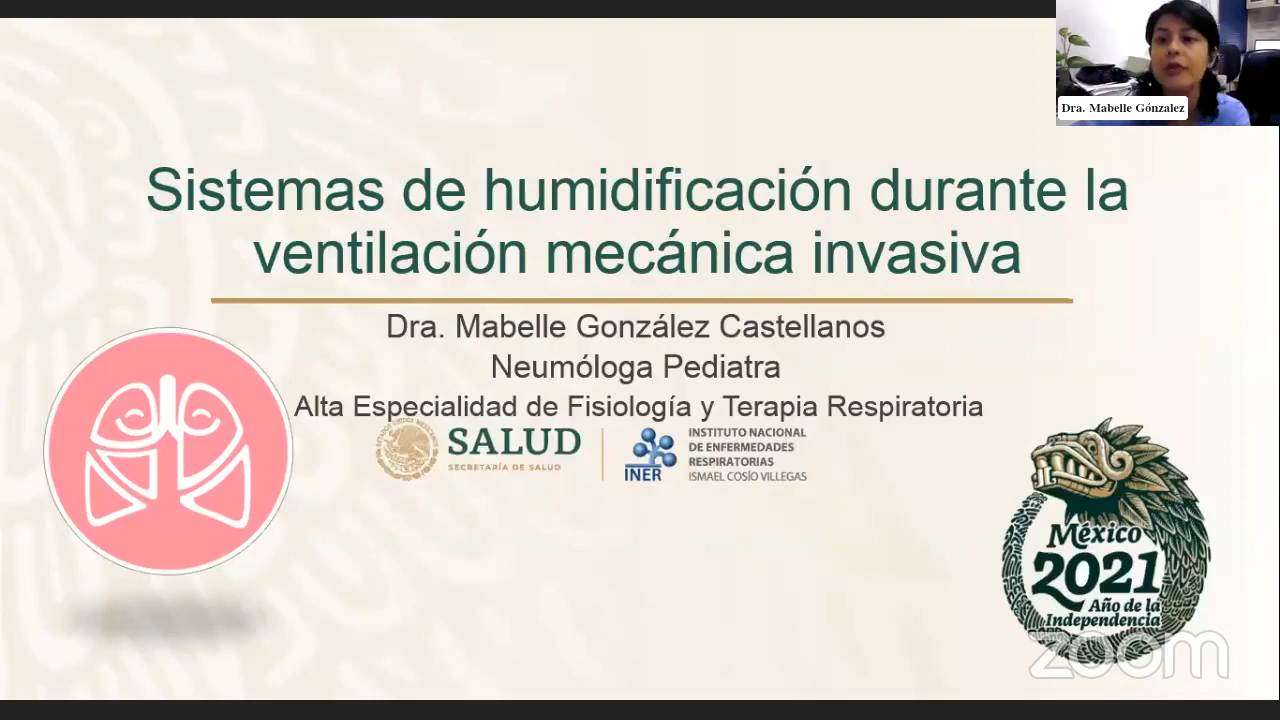 Dra. Mabelle Gónzalez
Sistemas de humidificación durante la
ventilación mecánica invasiva
Dra. Mabelle González Castellanos
Neumóloga Pediatra
Alta Especialidad de Fisiología y Terapia Respiratoria
SALUD
SECRETARÍA DE SALUD
INER
INSTITUTO NACIONAL
DE ENFERMEDADES
RESPIRATORIAS
ISMAEL COSÍO VILLEGAS
México
2021
Año de la
Independencia
zoom